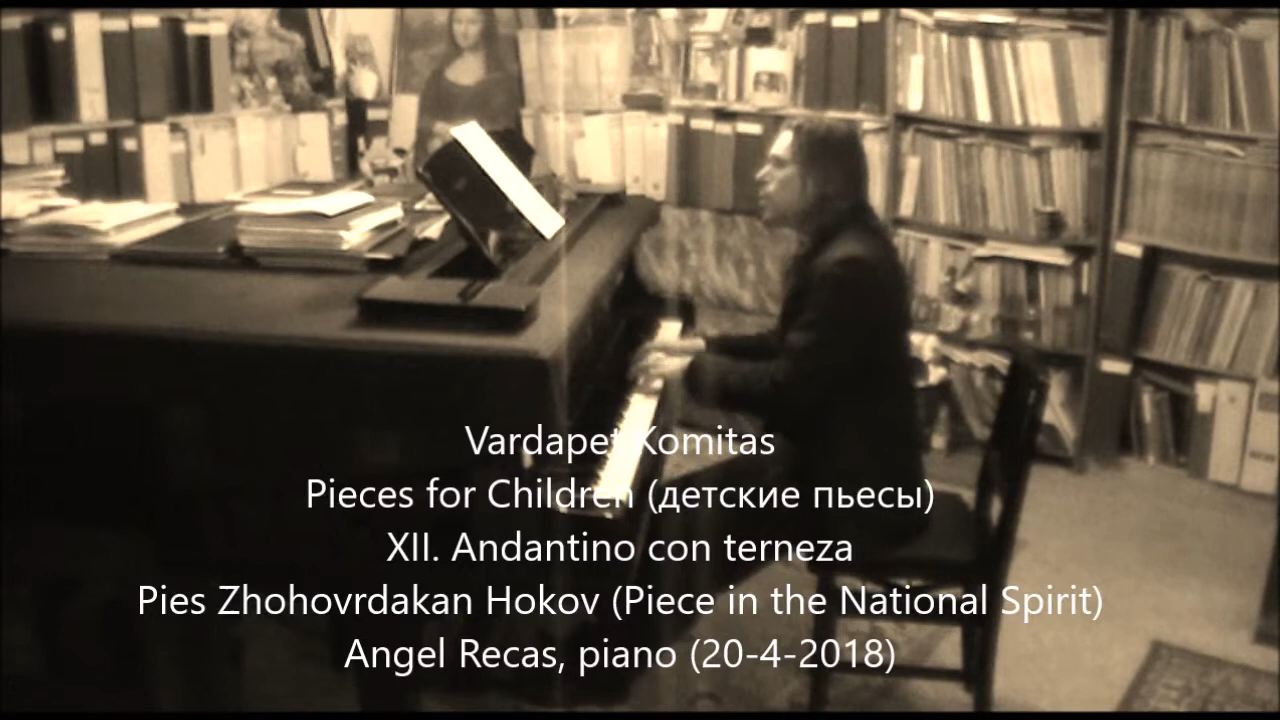 Vardapet Komitas
Pieces for Children (детские пьесы)
XII. Andantino con terneza
Pies Zhohovrdakan Hokov (Piece in the National Spirit)
Angel Recas, piano (20-4-2018)